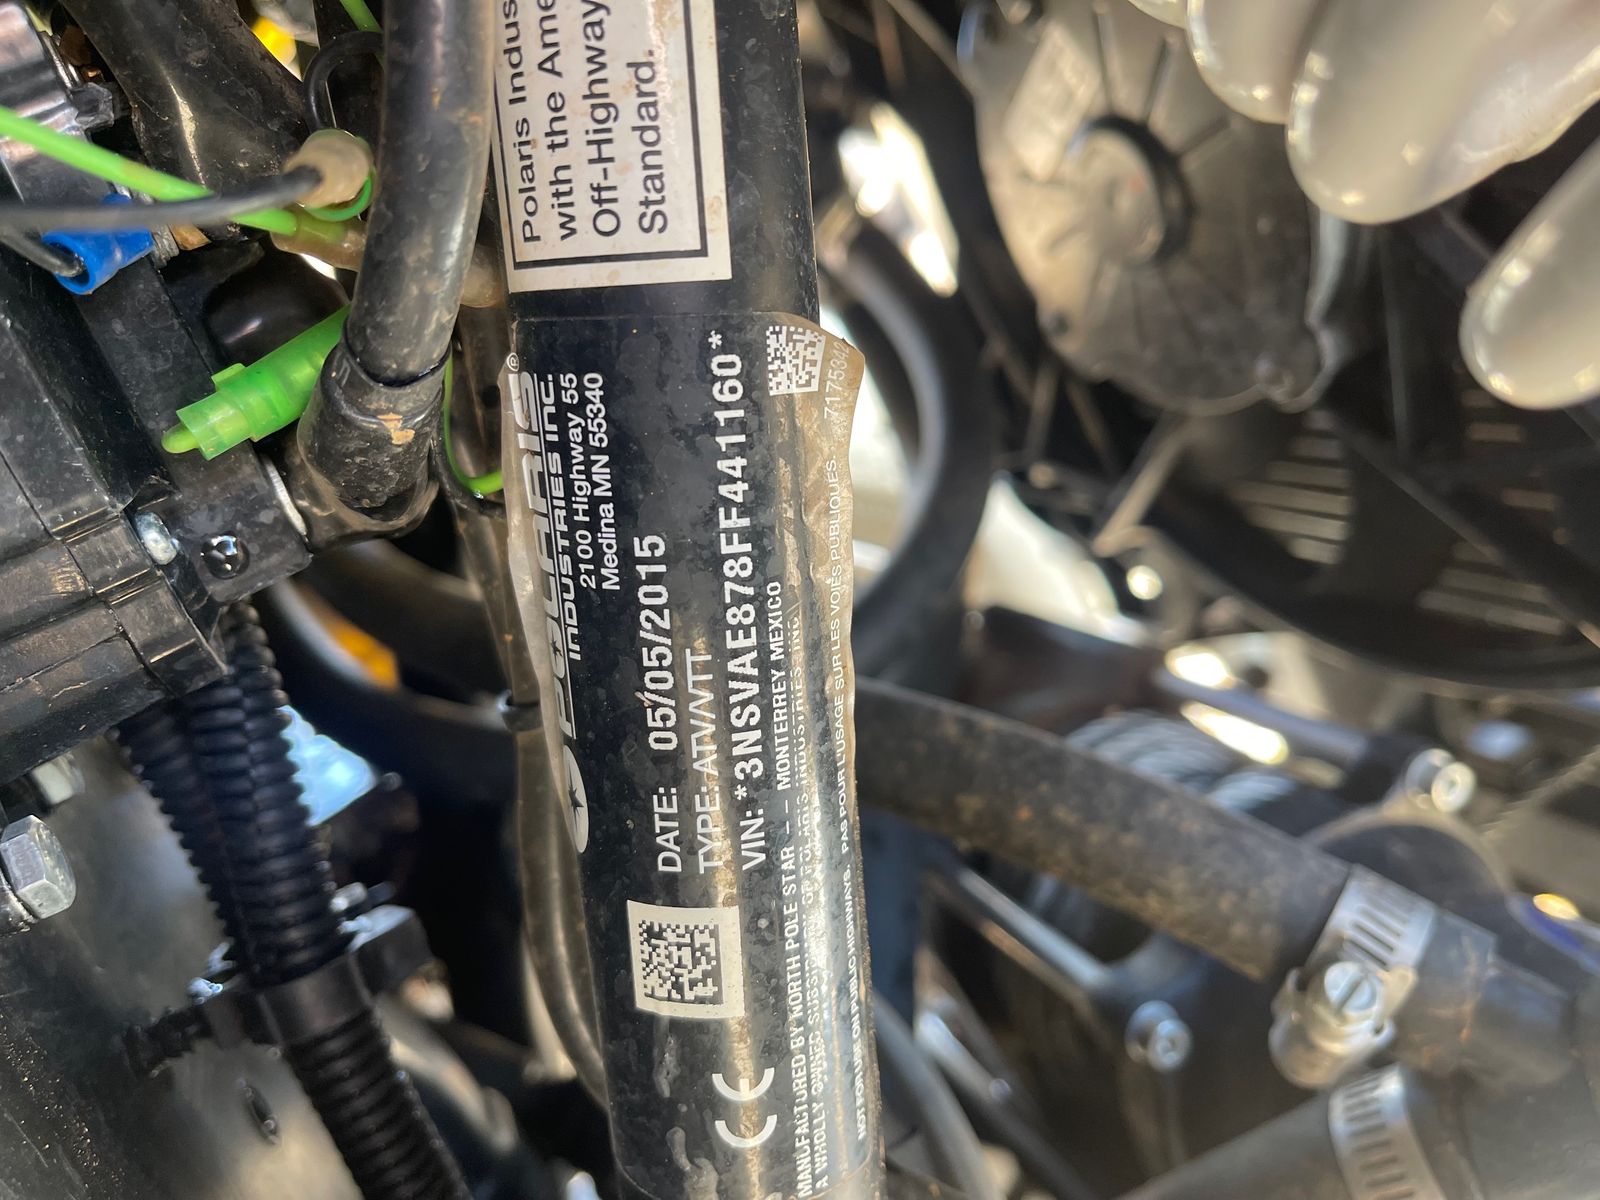 Polaris Indus
with the Ame
Off-Highway
Standard.
POLARIS®
INDUSTRIES INC.
2100 Highway 55
Medina MN 55340
DATE: 05/05/2015
TYPE: ATV/VTT
VIN: *3NSVAE878FF441160*
MANUFACTURED BY NORTH POLE STAR -- MONTERREY MEXICO
A WHOLLY OWNED SUBSIDIARY OF POLARIS INDUSTRIES INC.
NOT FOR USE ON PUBLIC HIGHWAYS. PAS POUR L'USAGE SUR LES VOIES PUBLIQUES. 7175342
CE